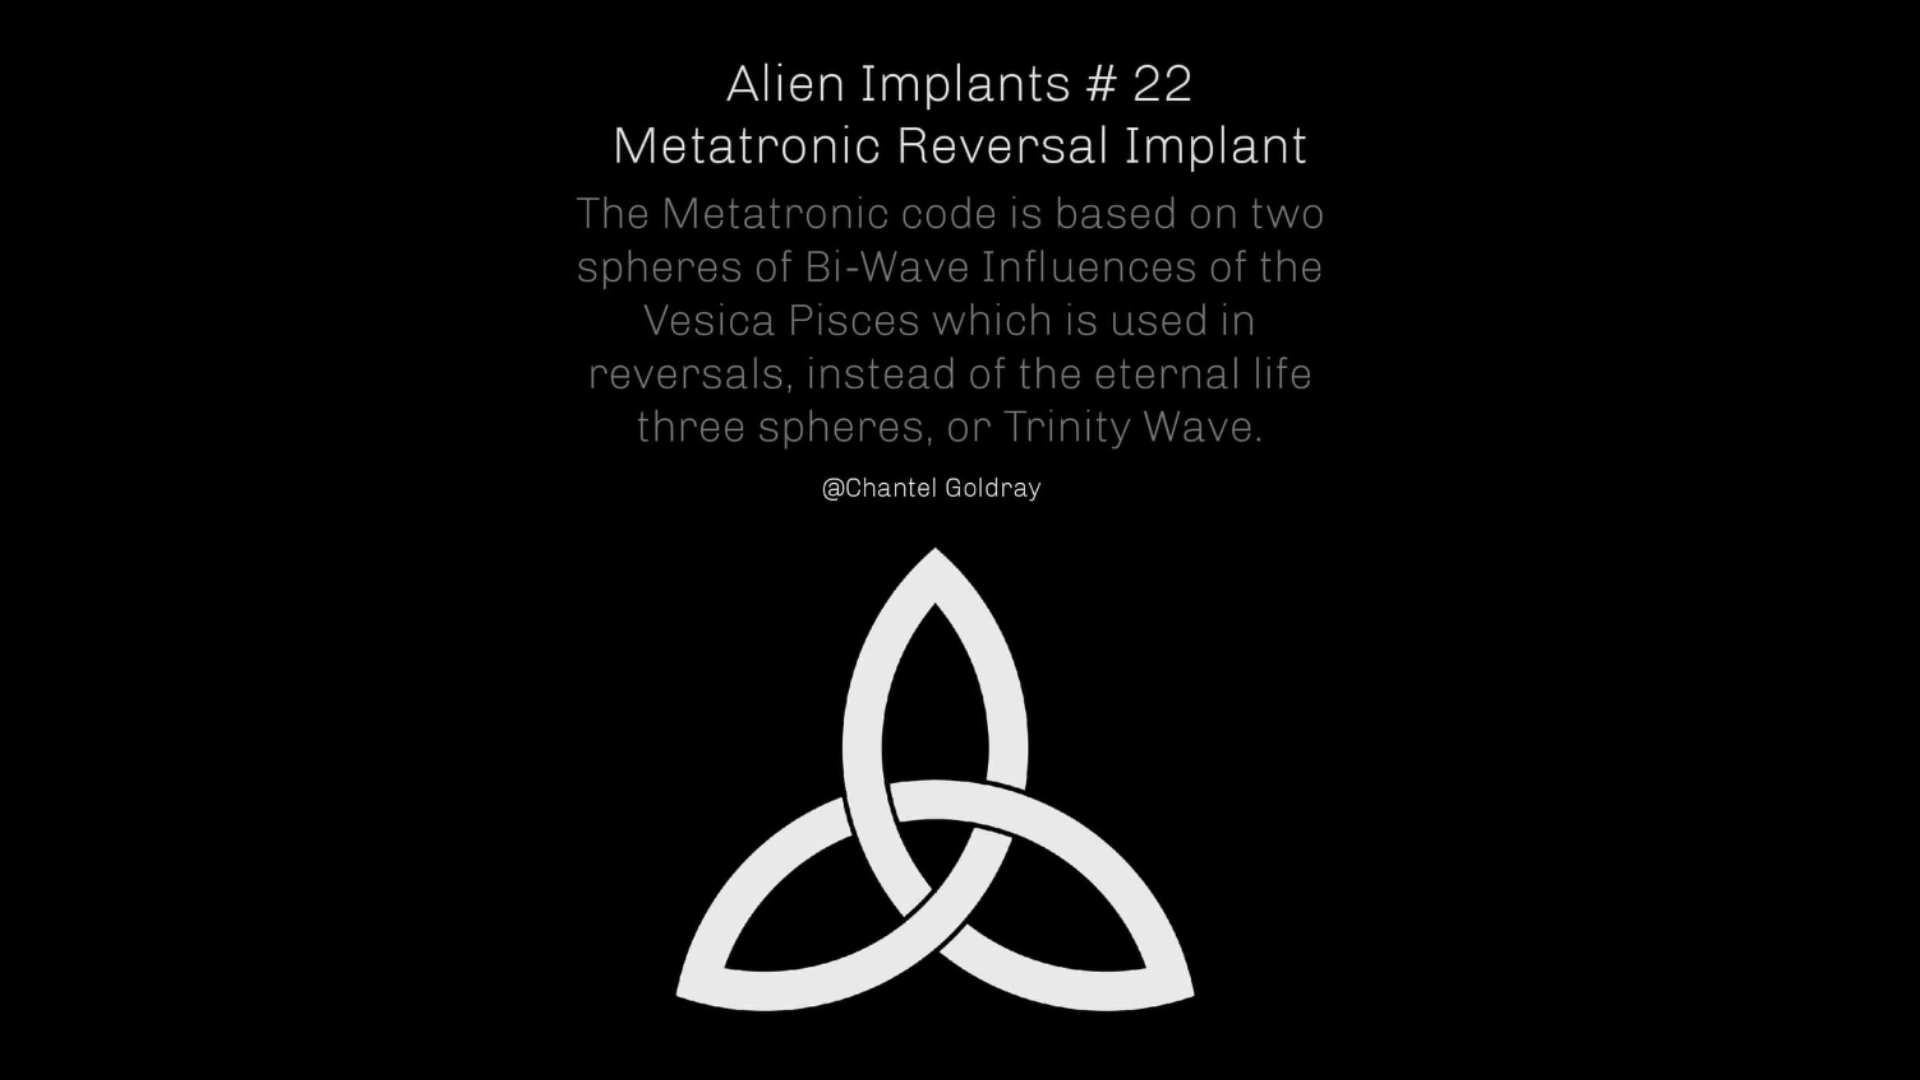 Alien Implants # 22
Metatronic Reversal Implant
The Metatronic code is based on two
spheres of Bi-Wave Influences of the
Vesica Pisces which is used in
reversals, instead of the eternal life
three spheres, or Trinity Wave.
@Chantel Goldray